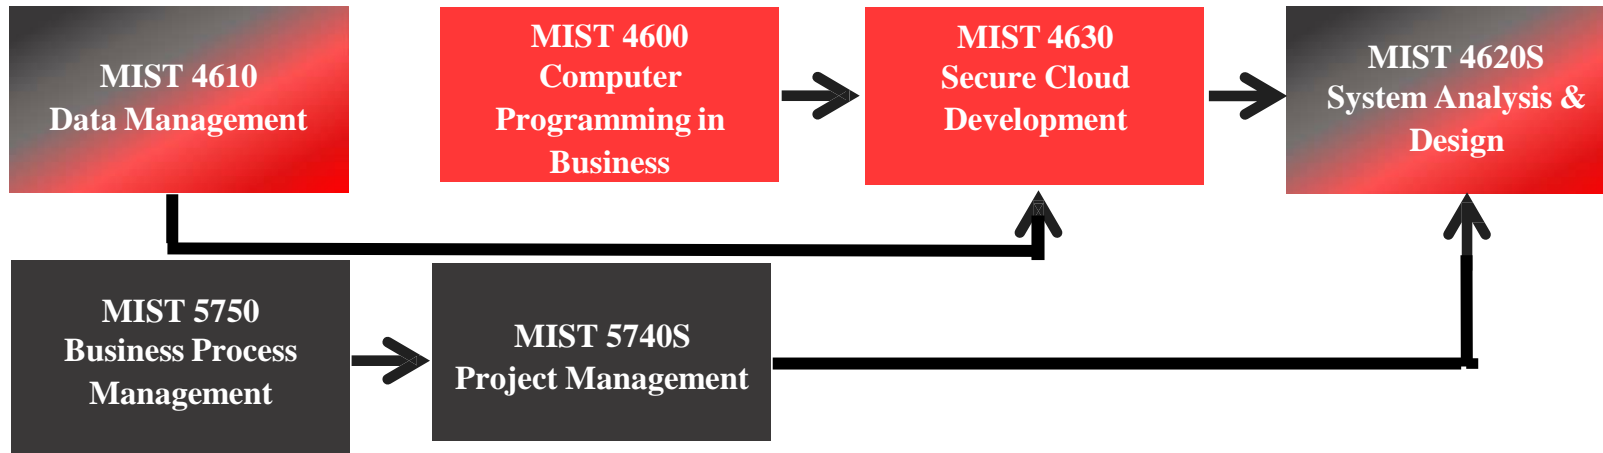 MIST 4610
Data Management
MIST 4600
Computer
Programming in
Business
MIST 4630
Secure Cloud
Development
MIST 4620S
System Analysis &
Design
MIST 5750
Business Process
Management
MIST 5740S
Project Management